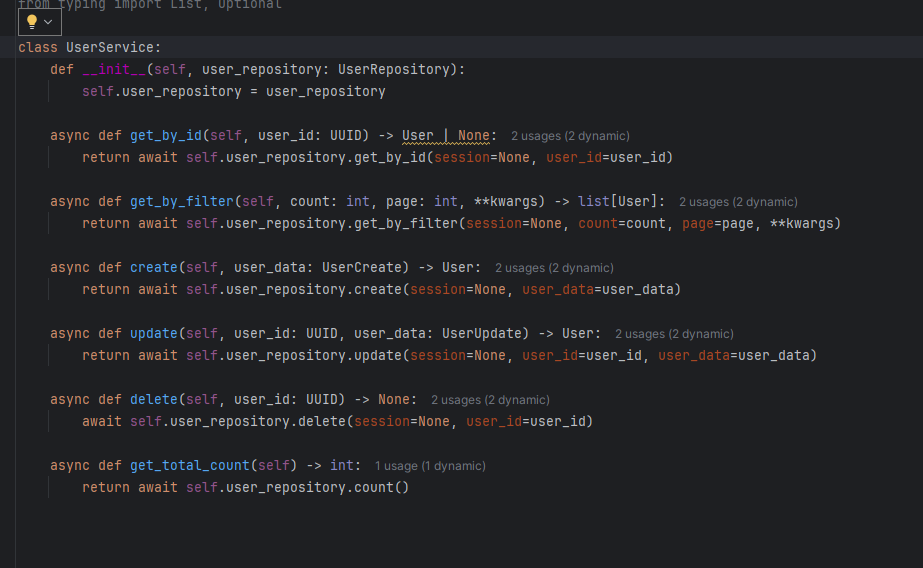 from typing import List, Optional
class UserService:
    def __init__(self, user_repository: UserRepository):
        self.user_repository = user_repository
    async def get_by_id(self, user_id: UUID) -> User | None: 2 usages (2 dynamic)
        return await self.user_repository.get_by_id(session=None, user_id=user_id)
    async def get_by_filter(self, count: int, page: int, **kwargs) -> list[User]: 2 usages (2 dynamic)
        return await self.user_repository.get_by_filter(session=None, count=count, page=page, **kwargs)
    async def create(self, user_data: UserCreate) -> User: 2 usages (2 dynamic)
        return await self.user_repository.create(session=None, user_data=user_data)
    async def update(self, user_id: UUID, user_data: UserUpdate) -> User: 2 usages (2 dynamic)
        return await self.user_repository.update(session=None, user_id=user_id, user_data=user_data)
    async def delete(self, user_id: UUID) -> None: 2 usages (2 dynamic)
        await self.user_repository.delete(session=None, user_id=user_id)
    async def get_total_count(self) -> int: 1 usage (1 dynamic)
        return await self.user_repository.count()